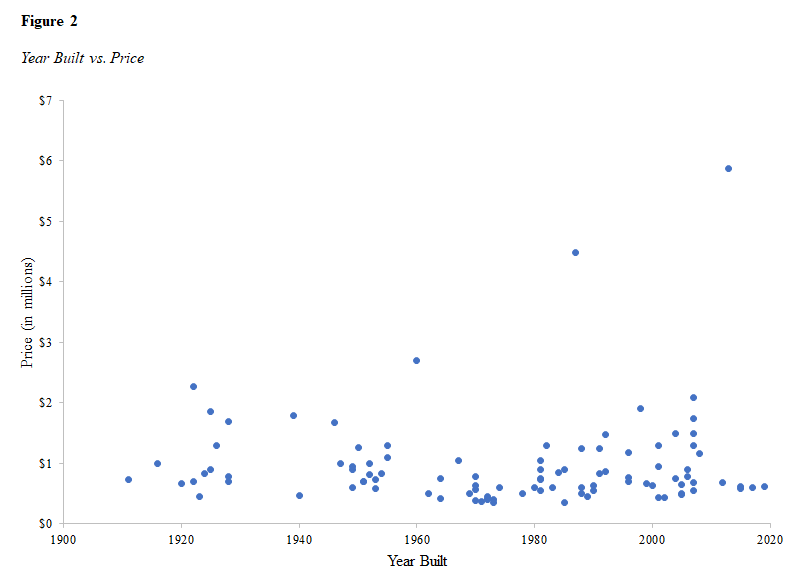 Figure 2
Year Built vs. Price
$7
$6
$5
$4
$3
$2
$1
$0
Price (in millions)
1900 1920 1940 1960 1980 2000 2020
Year Built